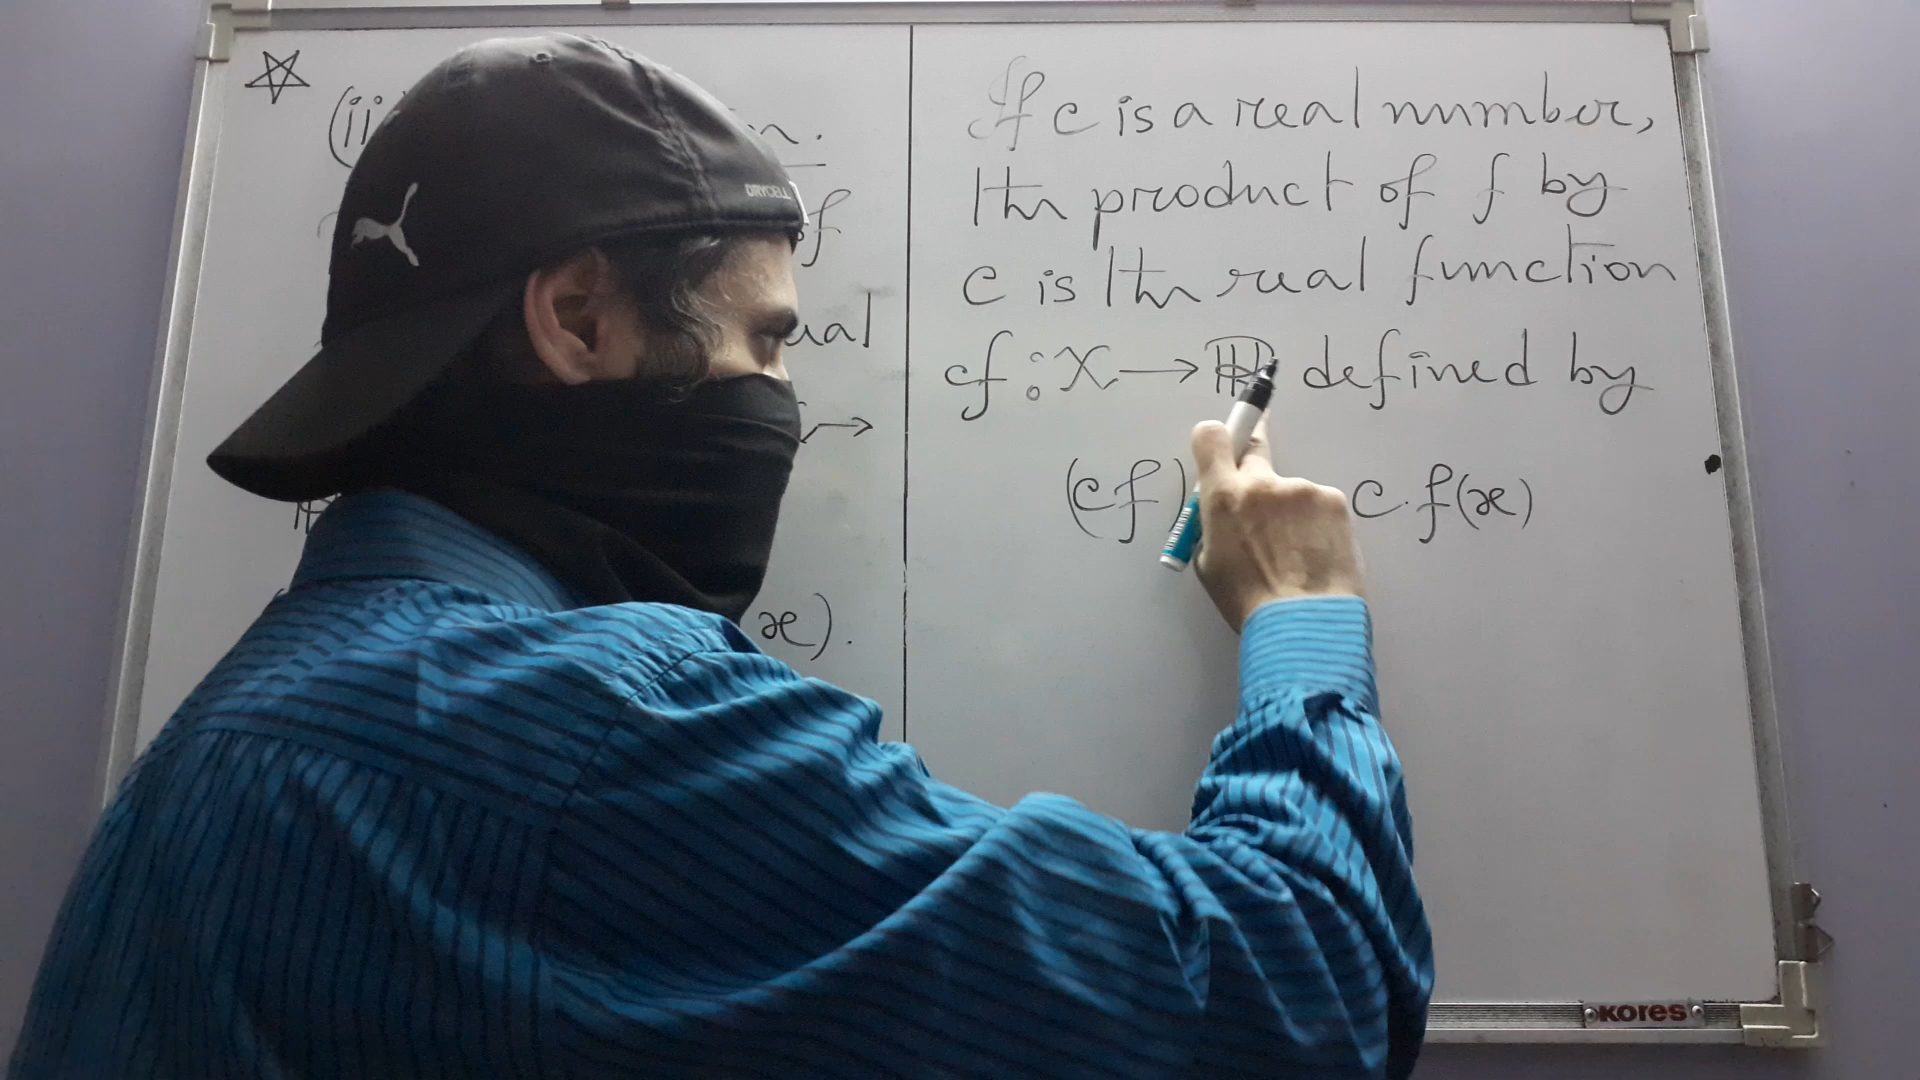 (ii
n.
f
ual
→
x).
If c is a real number,
the product of f by
c is the real function
cf : X → ℝ defined by
(cf) c. f(x)
DRYCELL
KORES